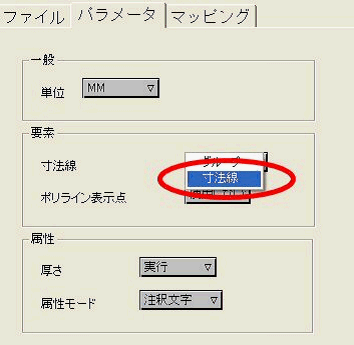 ファイル パラメータ マッピング
一般
単位 MM
要素
グループ
寸法線 寸法線
ポリライン表示点
属性
厚さ 実行
属性モード 注釈文字